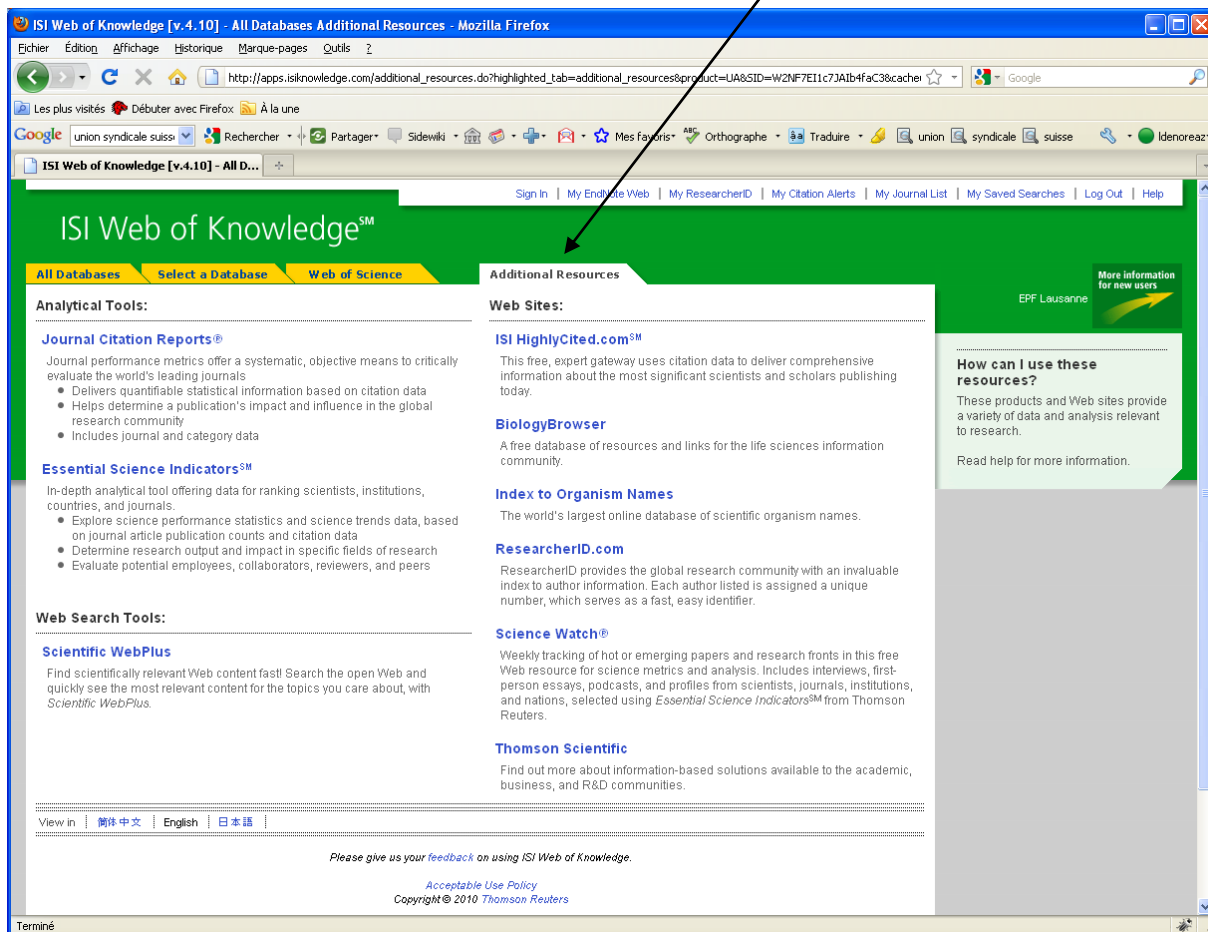 ISI Web of Knowledge [v.4.10] - All Databases Additional Resources - Mozilla Firefox
Fichier Édition Affichage Historique Marque-pages Outils ?
http://apps.isiknowledge.com/additional_resources.do?highlighted_tab=additional_resources&product=UA&SID=W2NF7EI1c7JAIb4faC3&cache Google
Les plus visités Débuter avec Firefox À la une
Google union syndicale suiss Rechercher Partager Sidewiki Mes favoris Orthographe Traduire union syndicale suisse ldenoreaz
ISI Web of Knowledge [v.4.10] - All D...
Sign In | My EndNote Web | My ResearcherID | My Citation Alerts | My Journal List | My Saved Searches | Log Out | Help
ISI Web of Knowledge℠
All Databases Select a Database Web of Science Additional Resources
More information for new users
EPF Lausanne
Analytical Tools:
Journal Citation Reports®
Journal performance metrics offer a systematic, objective means to critically
evaluate the world's leading journals
• Delivers quantifiable statistical information based on citation data
• Helps determine a publication's impact and influence in the global
research community
• Includes journal and category data
Essential Science Indicators℠
In-depth analytical tool offering data for ranking scientists, institutions,
countries, and journals.
• Explore science performance statistics and science trends data, based
on journal article publication counts and citation data
• Determine research output and impact in specific fields of research
• Evaluate potential employees, collaborators, reviewers, and peers
Web Search Tools:
Scientific WebPlus
Find scientifically relevant Web content fast! Search the open Web and
quickly see the most relevant content for the topics you care about, with
Scientific WebPlus.
Web Sites:
ISI HighlyCited.com℠
This free, expert gateway uses citation data to deliver comprehensive
information about the most significant scientists and scholars publishing
today.
BiologyBrowser
A free database of resources and links for the life sciences information
community.
Index to Organism Names
The world's largest online database of scientific organism names.
ResearcherID.com
ResearcherID provides the global research community with an invaluable
index to author information. Each author listed is assigned a unique
number, which serves as a fast, easy identifier.
Science Watch®
Weekly tracking of hot or emerging papers and research fronts in this free
Web resource for science metrics and analysis. Includes interviews, first-
person essays, podcasts, and profiles from scientists, journals, institutions,
and nations, selected using Essential Science Indicators℠ from Thomson
Reuters.
Thomson Scientific
Find out more about information-based solutions available to the academic,
business, and R&D communities.
How can I use these
resources?
These products and Web sites provide
a variety of data and analysis relevant
to research.
Read help for more information.
View in | 简体中文 | English | 日本語 |
Please give us your feedback on using ISI Web of Knowledge.
Acceptable Use Policy
Copyright © 2010 Thomson Reuters
Terminé